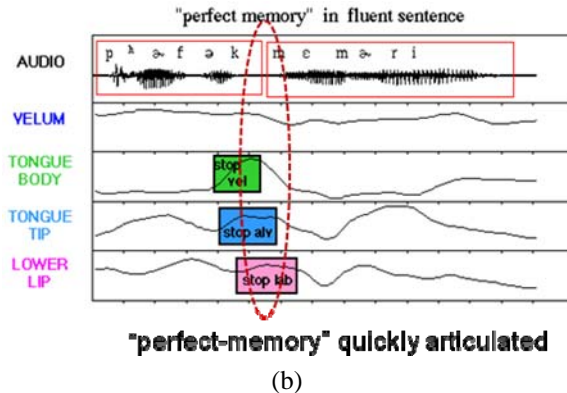 "perfect memory" in fluent sentence
AUDIO
p ʰ ɚ f ə k m ɛ m ɚ r i
VELUM
TONGUE
BODY
stop
vel
TONGUE
TIP
stop alv
LOWER
LIP
stop lab
"perfect-memory" quickly articulated
(b)